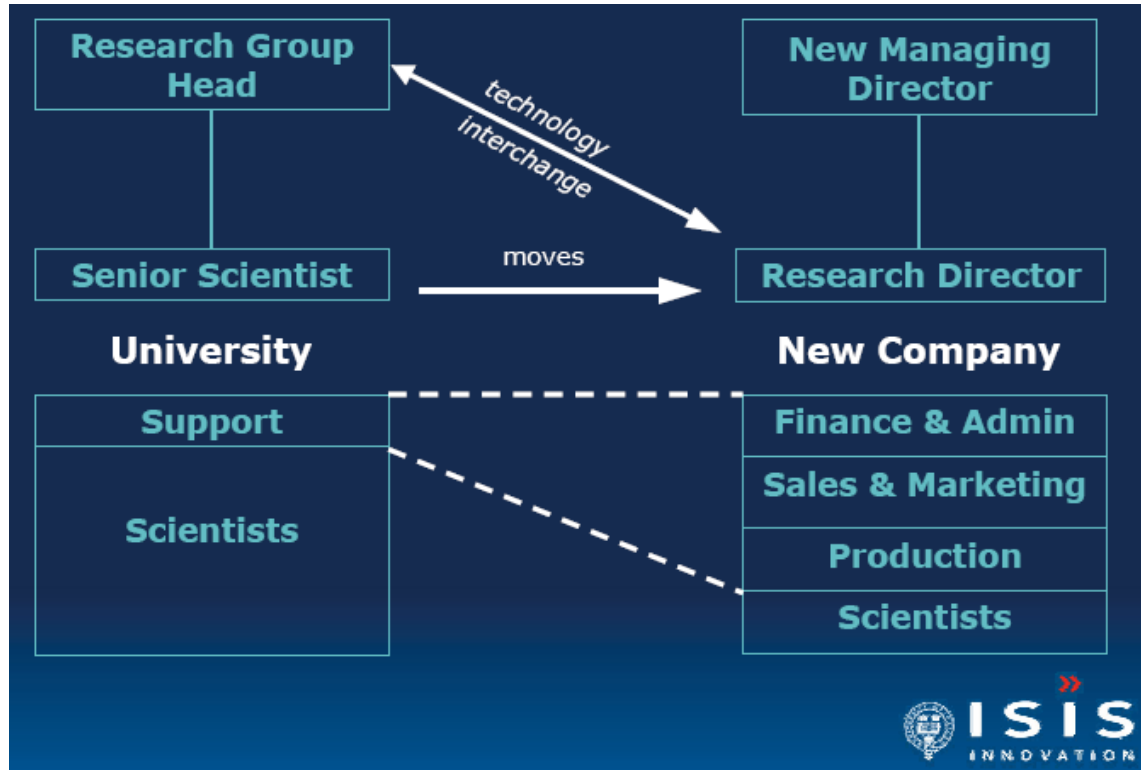 Research Group
Head
New Managing
Director
technology
interchange
Senior Scientist
moves
Research Director
University
New Company
Support
Scientists
Finance & Admin
Sales & Marketing
Production
Scientists
ISIS
INNOVATION